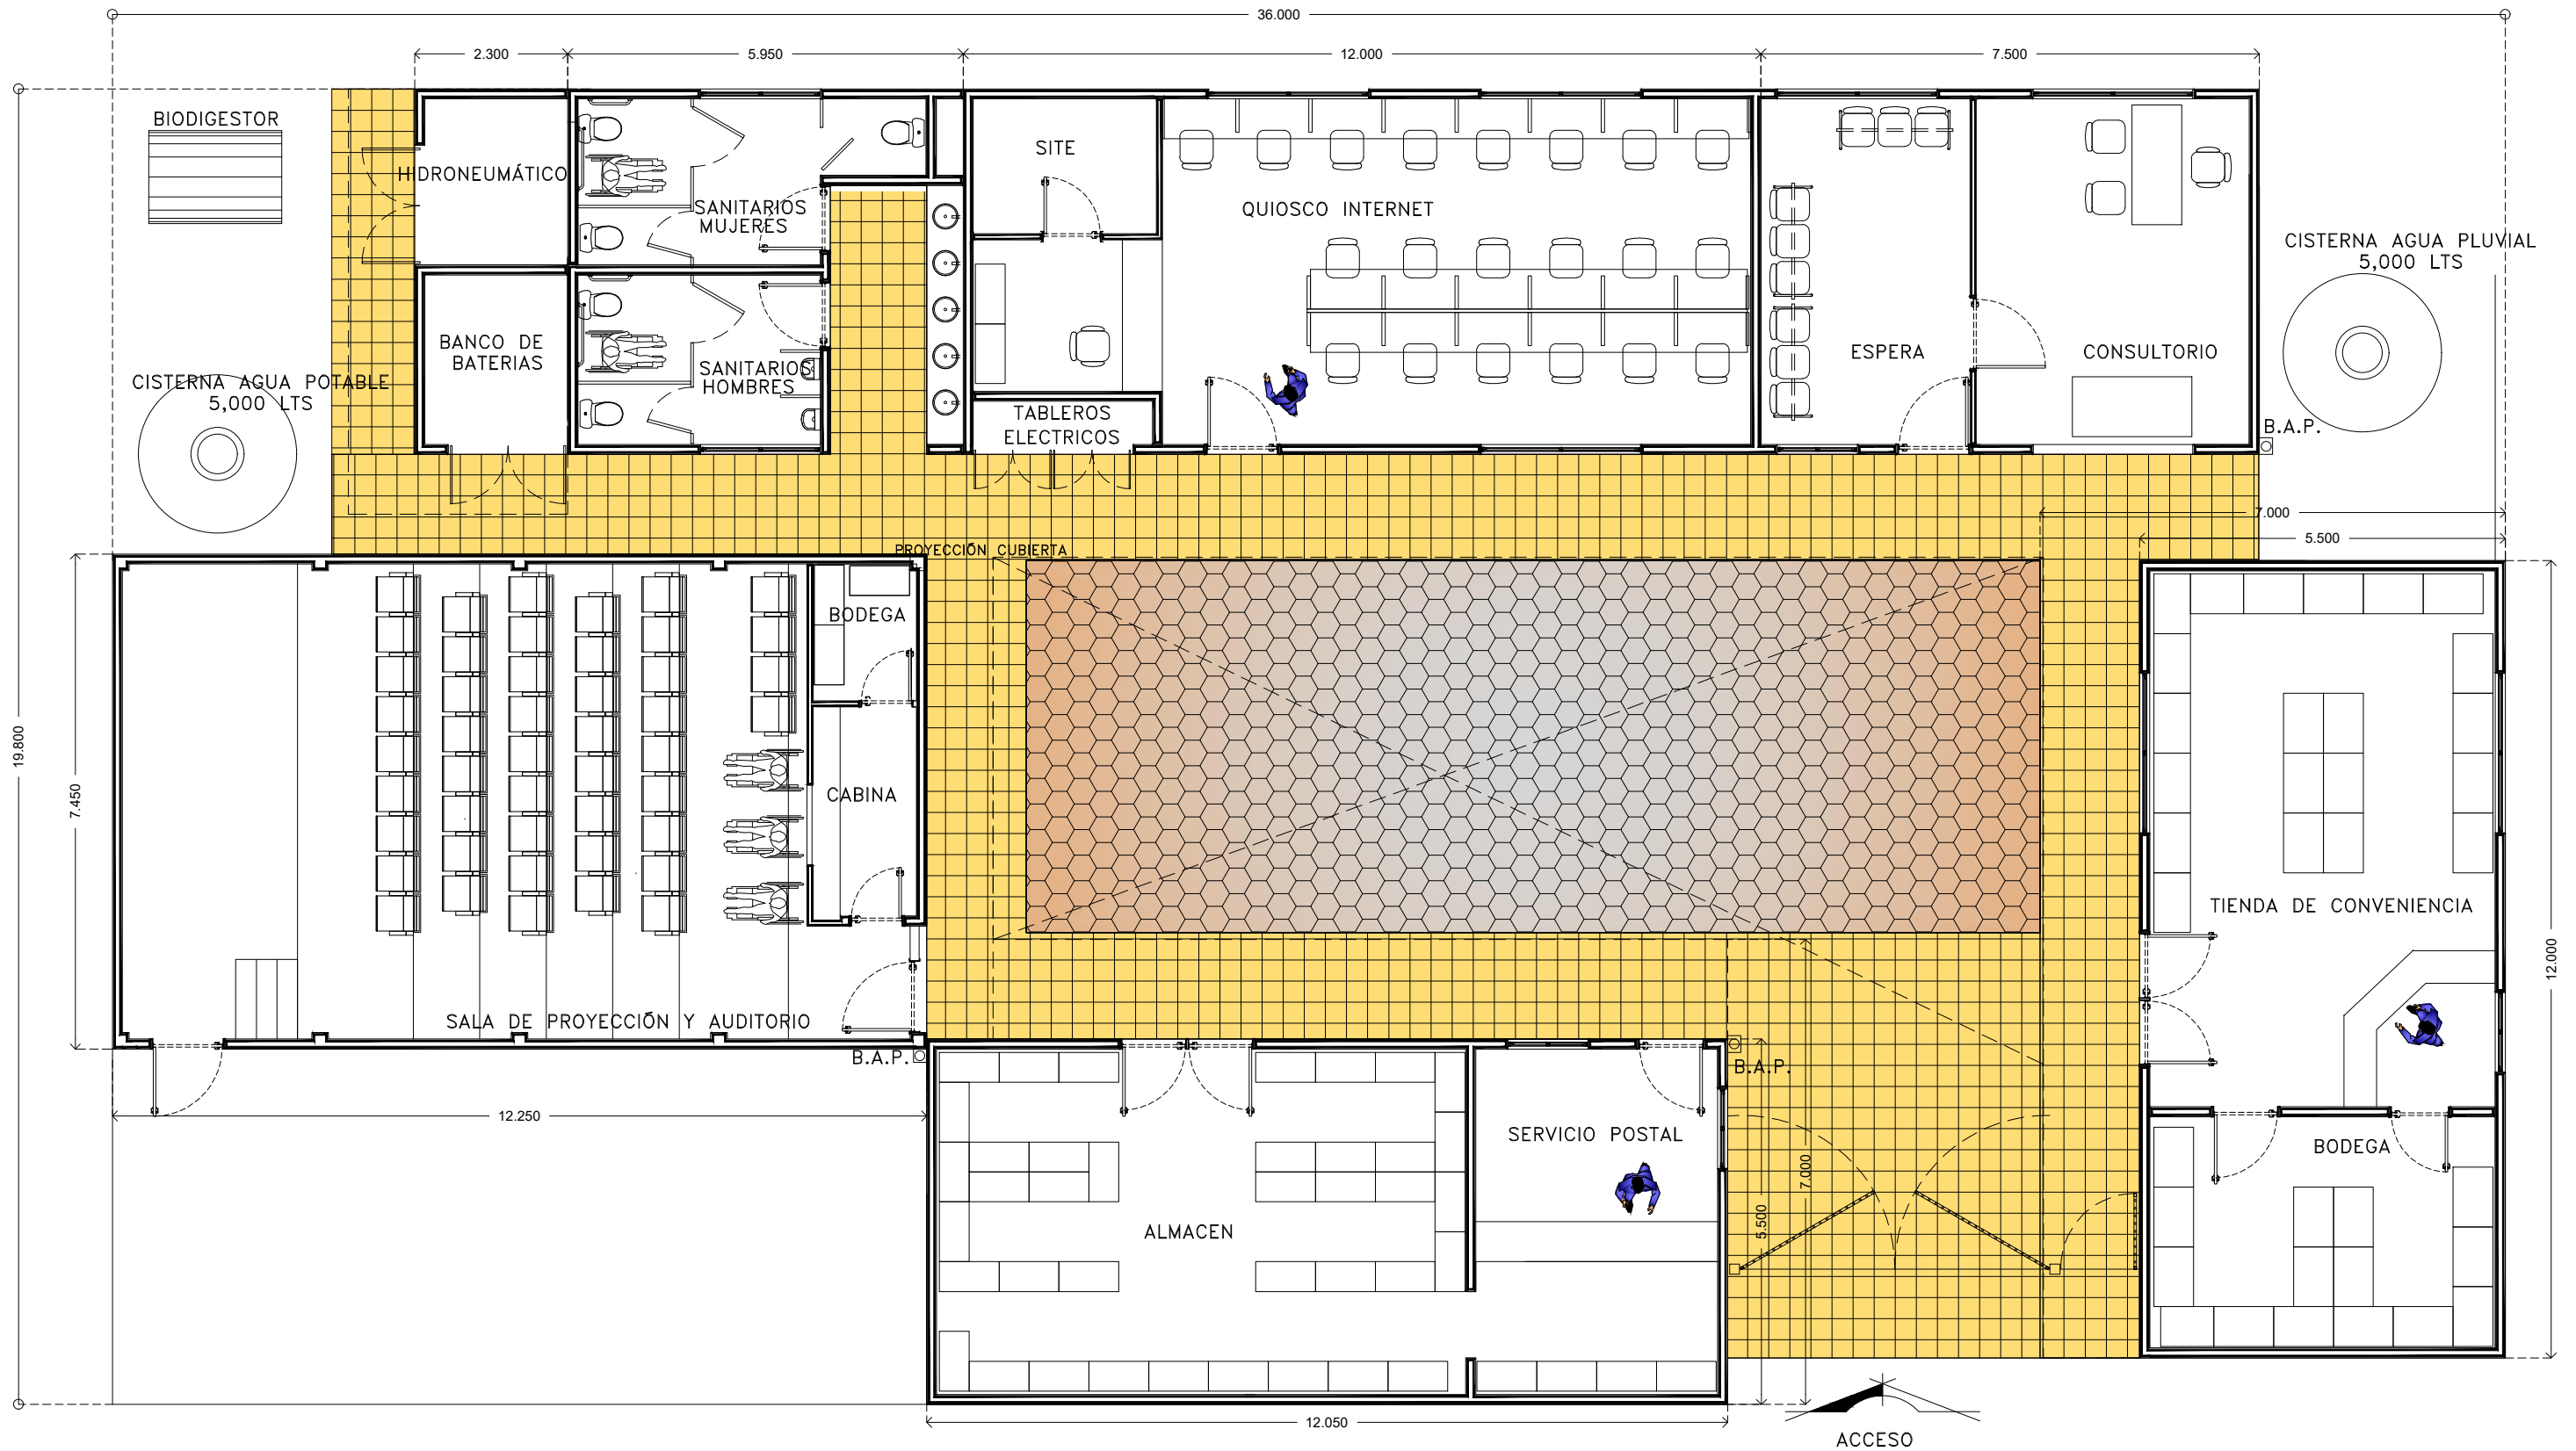 36.000
2.300
5.950
12.000
7.500
BIODIGESTOR
HIDRONEUMÁTICO
SANITARIOS
MUJERES
SITE
QUIOSCO INTERNET
CISTERNA AGUA PLUVIAL
5,000 LTS
BANCO DE
BATERIAS
SANITARIOS
HOMBRES
ESPERA
CONSULTORIO
CISTERNA AGUA POTABLE
5,000 LTS
TABLEROS
ELECTRICOS
B.A.P.
7.000
5.500
PROYECCIÓN CUBIERTA
BODEGA
19.800
7.450
CABINA
TIENDA DE CONVENIENCIA
12.000
SALA DE PROYECCIÓN Y AUDITORIO
B.A.P.
B.A.P.
12.250
SERVICIO POSTAL
7.000
BODEGA
5.500
ALMACEN
12.050
ACCESO